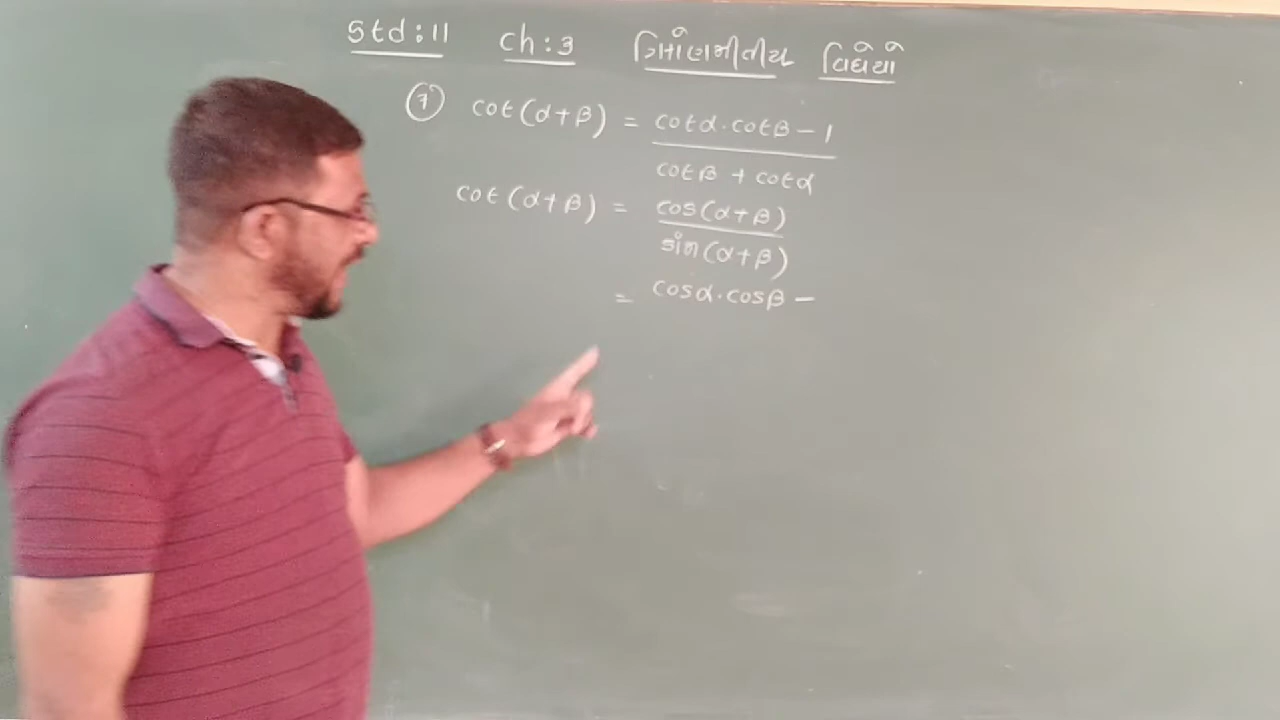 Std:11 ch:3 ત્રિકોણમીતીય વિધેયો
(7) cot(α+β) = cotα.cotβ-1
cotβ + cotα
cot(α+β) = cos(α+β)
sin(α+β)
= cosα.cosβ -